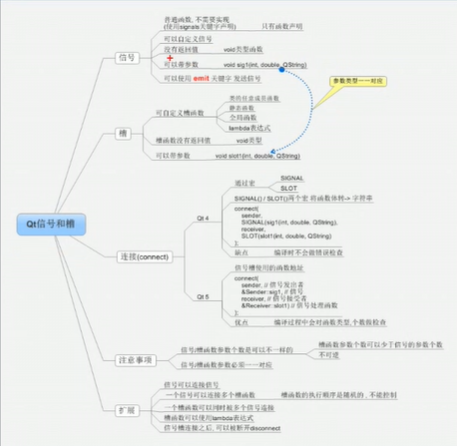 普通函数, 不需要实现
(使用signals关键字声明)
只有函数声明
可以自定义信号
信号
没有返回值
void类型函数
可以带参数
void sig1(int, double, QString)
可以使用 emit 关键字 发送信号
参数类型一一对应
类的任意成员函数
静态函数
可自定义槽函数
全局函数
lambda表达式
槽
槽函数没有返回值
void类型
可以带参数
void slot1(int, double, QString)
Qt信号和槽
通过宏
SIGNAL
SLOT
SIGNAL() / SLOT()两个宏 将函数体转-> 字符串
Qt 4
connect(
sender,
SIGNAL(sig1(int, double, QString),
receiver,
SLOT(slot1(int, double, QString)
);
缺点
编译时不会做错误检查
连接(connect)
信号槽使用的函数地址
Qt 5
connect(
sender, // 信号发出者
&Sender::sig1, // 信号
receiver, // 信号接受者
&Receiver::slot1) // 信号处理函数
);
优点
编译过程中会对函数类型,个数做检查
注意事项
信号/槽函数参数个数是可以不一样的
槽函数参数个数可以少于信号的参数个数
不可逆
信号/槽函数参数必须一一对应
扩展
信号可以连接信号
一个信号可以连接多个槽函数
槽函数的执行顺序是随机的, 不能控制
一个槽函数可以同时被多个信号连接
槽函数可以使用lambda表达式
信号槽连接之后, 可以被断开disconnect